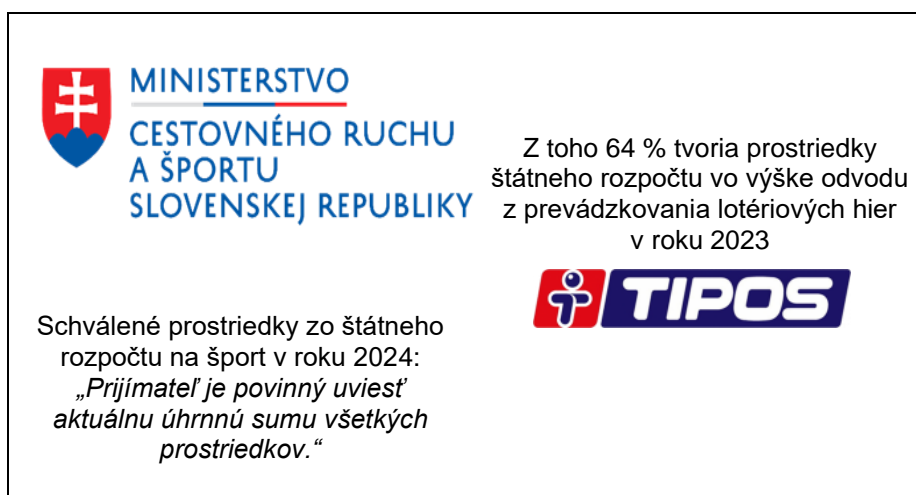 MINISTERSTVO
CESTOVNÉHO RUCHU
A ŠPORTU
SLOVENSKEJ REPUBLIKY
Schválené prostriedky zo štátneho
rozpočtu na šport v roku 2024:
„Prijímateľ je povinný uviesť
aktuálnu úhrnnú sumu všetkých
prostriedkov.“
Z toho 64 % tvoria prostriedky
štátneho rozpočtu vo výške odvodu
z prevádzkovania lotériových hier
v roku 2023
TIPOS